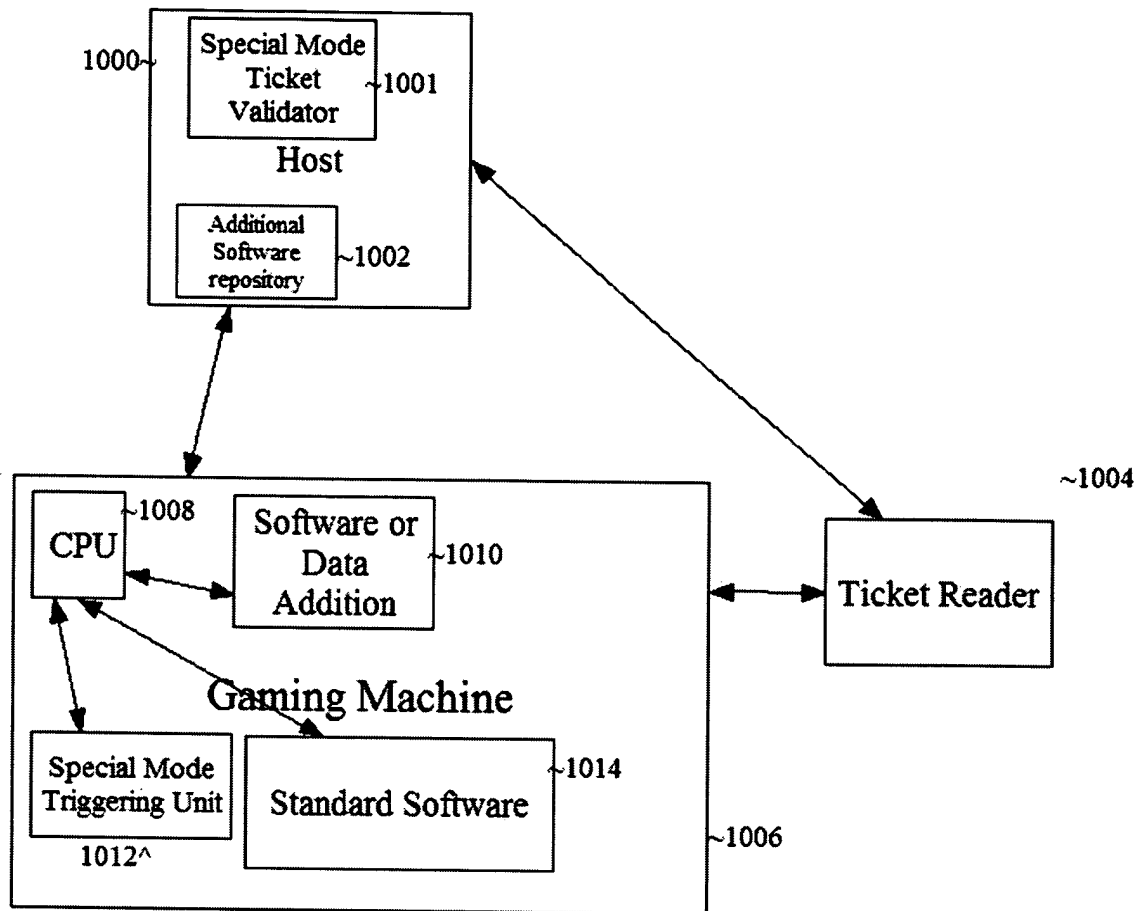 1000~
Special Mode
Ticket
Validator
~1001
Host
Additional
Software
repository
~1002
~1004
Ticket Reader
CPU
~1008
Software or
Data
Addition
~1010
Gaming Machine
Special Mode
Triggering Unit
1012^
Standard Software
~1014
~1006